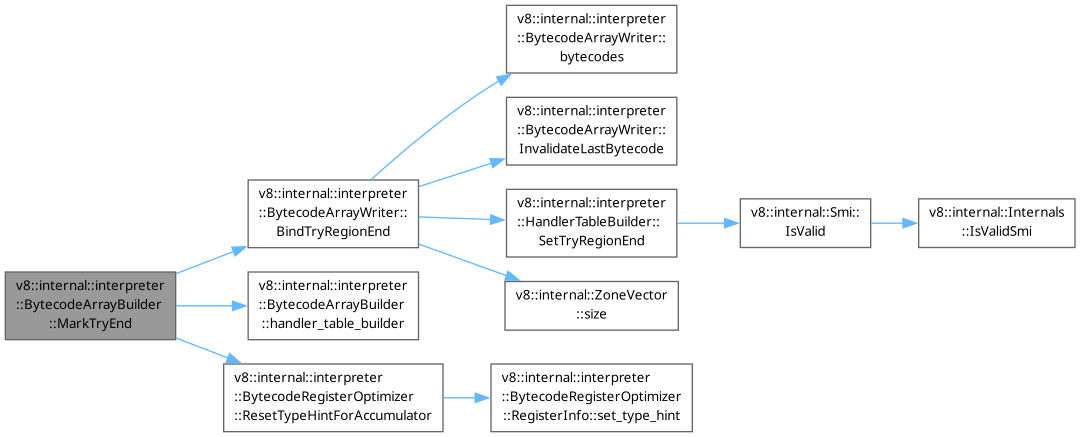 v8::internal::interpreter
::BytecodeArrayBuilder
::MarkTryEnd
v8::internal::interpreter
::BytecodeArrayWriter::
BindTryRegionEnd
v8::internal::interpreter
::BytecodeArrayWriter::
bytecodes
v8::internal::interpreter
::BytecodeArrayWriter::
InvalidateLastBytecode
v8::internal::interpreter
::HandlerTableBuilder::
SetTryRegionEnd
v8::internal::Smi::
IsValid
v8::internal::Internals
::IsValidSmi
v8::internal::ZoneVector
::size
v8::internal::interpreter
::BytecodeArrayBuilder
::handler_table_builder
v8::internal::interpreter
::BytecodeRegisterOptimizer
::ResetTypeHintForAccumulator
v8::internal::interpreter
::BytecodeRegisterOptimizer
::RegisterInfo::set_type_hint